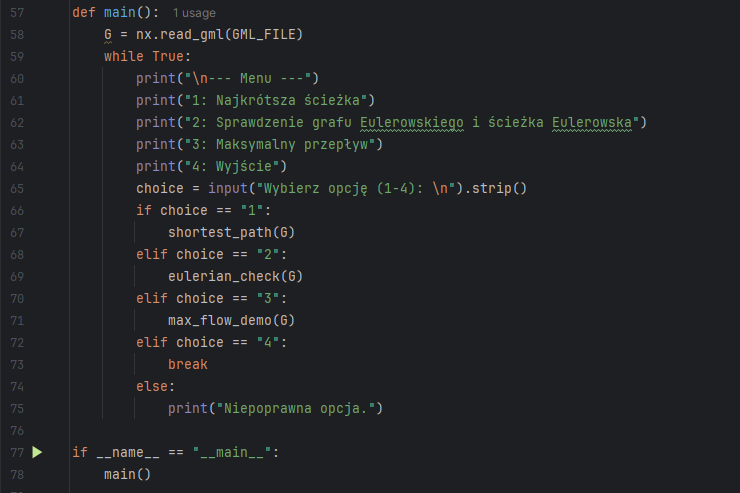 57 def main():  1 usage
58     G = nx.read_gml(GML_FILE)
59     while True:
60         print("\n--- Menu ---")
61         print("1: Najkrótsza ścieżka")
62         print("2: Sprawdzenie grafu Eulerowskiego i ścieżka Eulerowska")
63         print("3: Maksymalny przepływ")
64         print("4: Wyjście")
65         choice = input("Wybierz opcję (1-4): \n").strip()
66         if choice == "1":
67             shortest_path(G)
68         elif choice == "2":
69             eulerian_check(G)
70         elif choice == "3":
71             max_flow_demo(G)
72         elif choice == "4":
73             break
74         else:
75             print("Niepoprawna opcja.")
76
77 if __name__ == "__main__":
78     main()